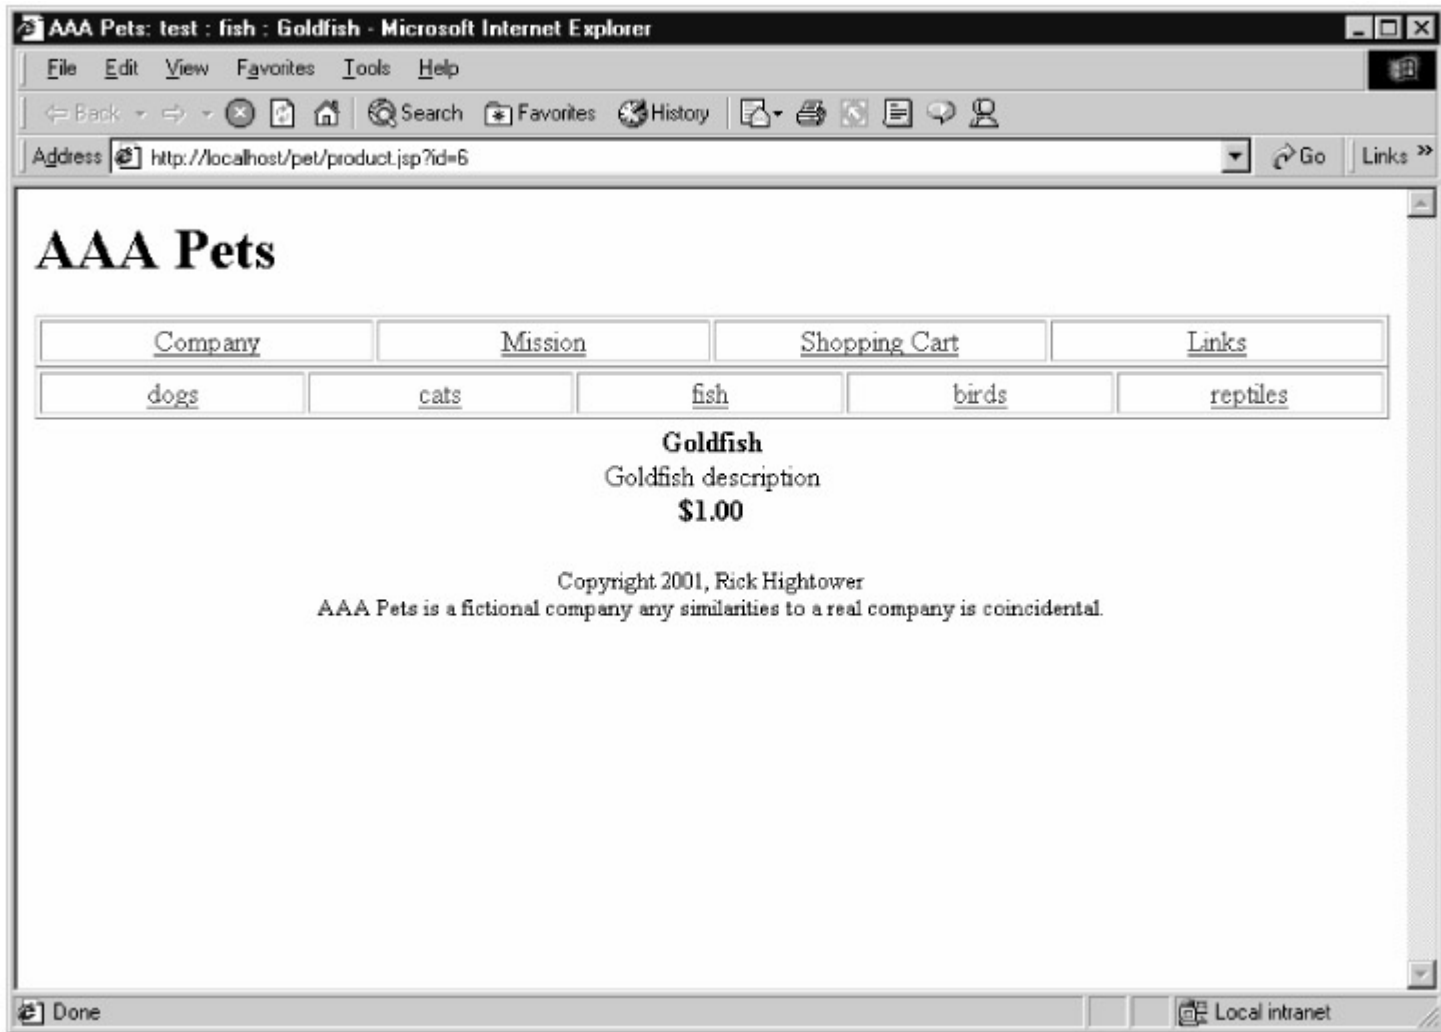 AAA Pets: test : fish : Goldfish - Microsoft Internet Explorer
File Edit View Favorites Tools Help
Back Search Favorites History
Address http://localhost/pet/product.jsp?id=6 Go Links »
AAA Pets
Company Mission Shopping Cart Links
dogs cats fish birds reptiles
Goldfish
Goldfish description
$1.00
Copyright 2001, Rick Hightower
AAA Pets is a fictional company any similarities to a real company is coincidental.
Done Local intranet